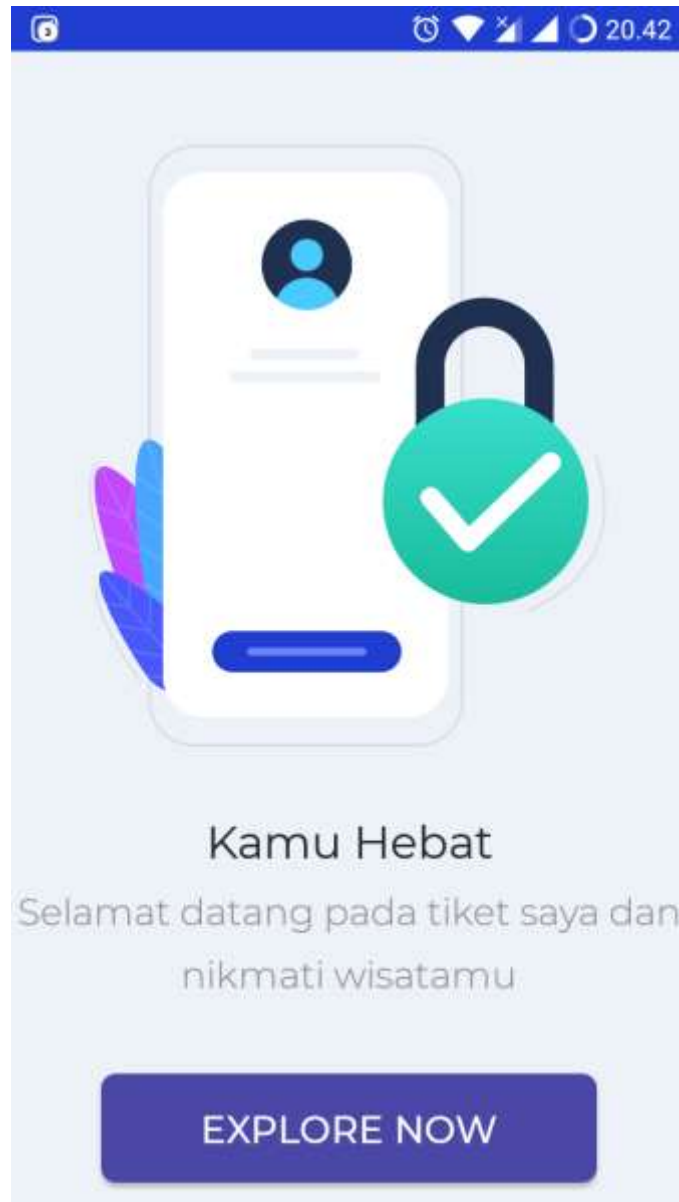 20.42
Kamu Hebat
Selamat datang pada tiket saya dan
nikmati wisatamu
EXPLORE NOW